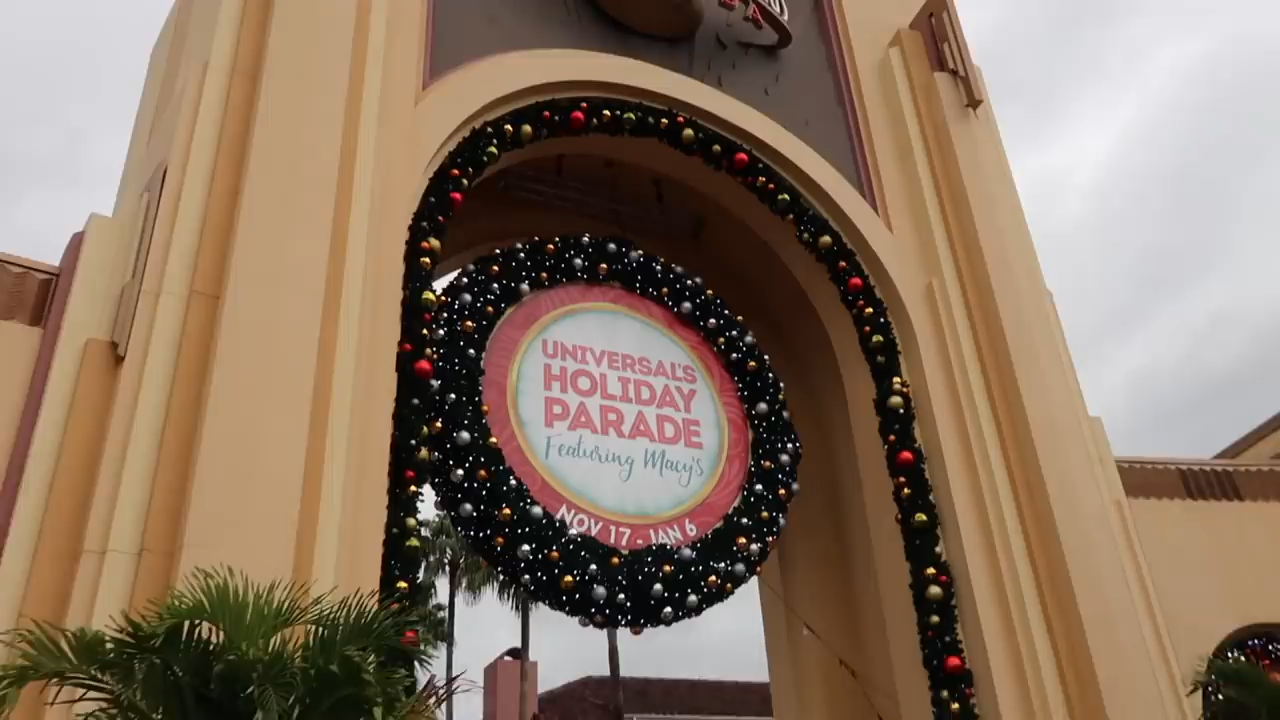 UNIVERSAL'S
HOLIDAY
PARADE
Featuring Macy's
NOV 17 - JAN 6